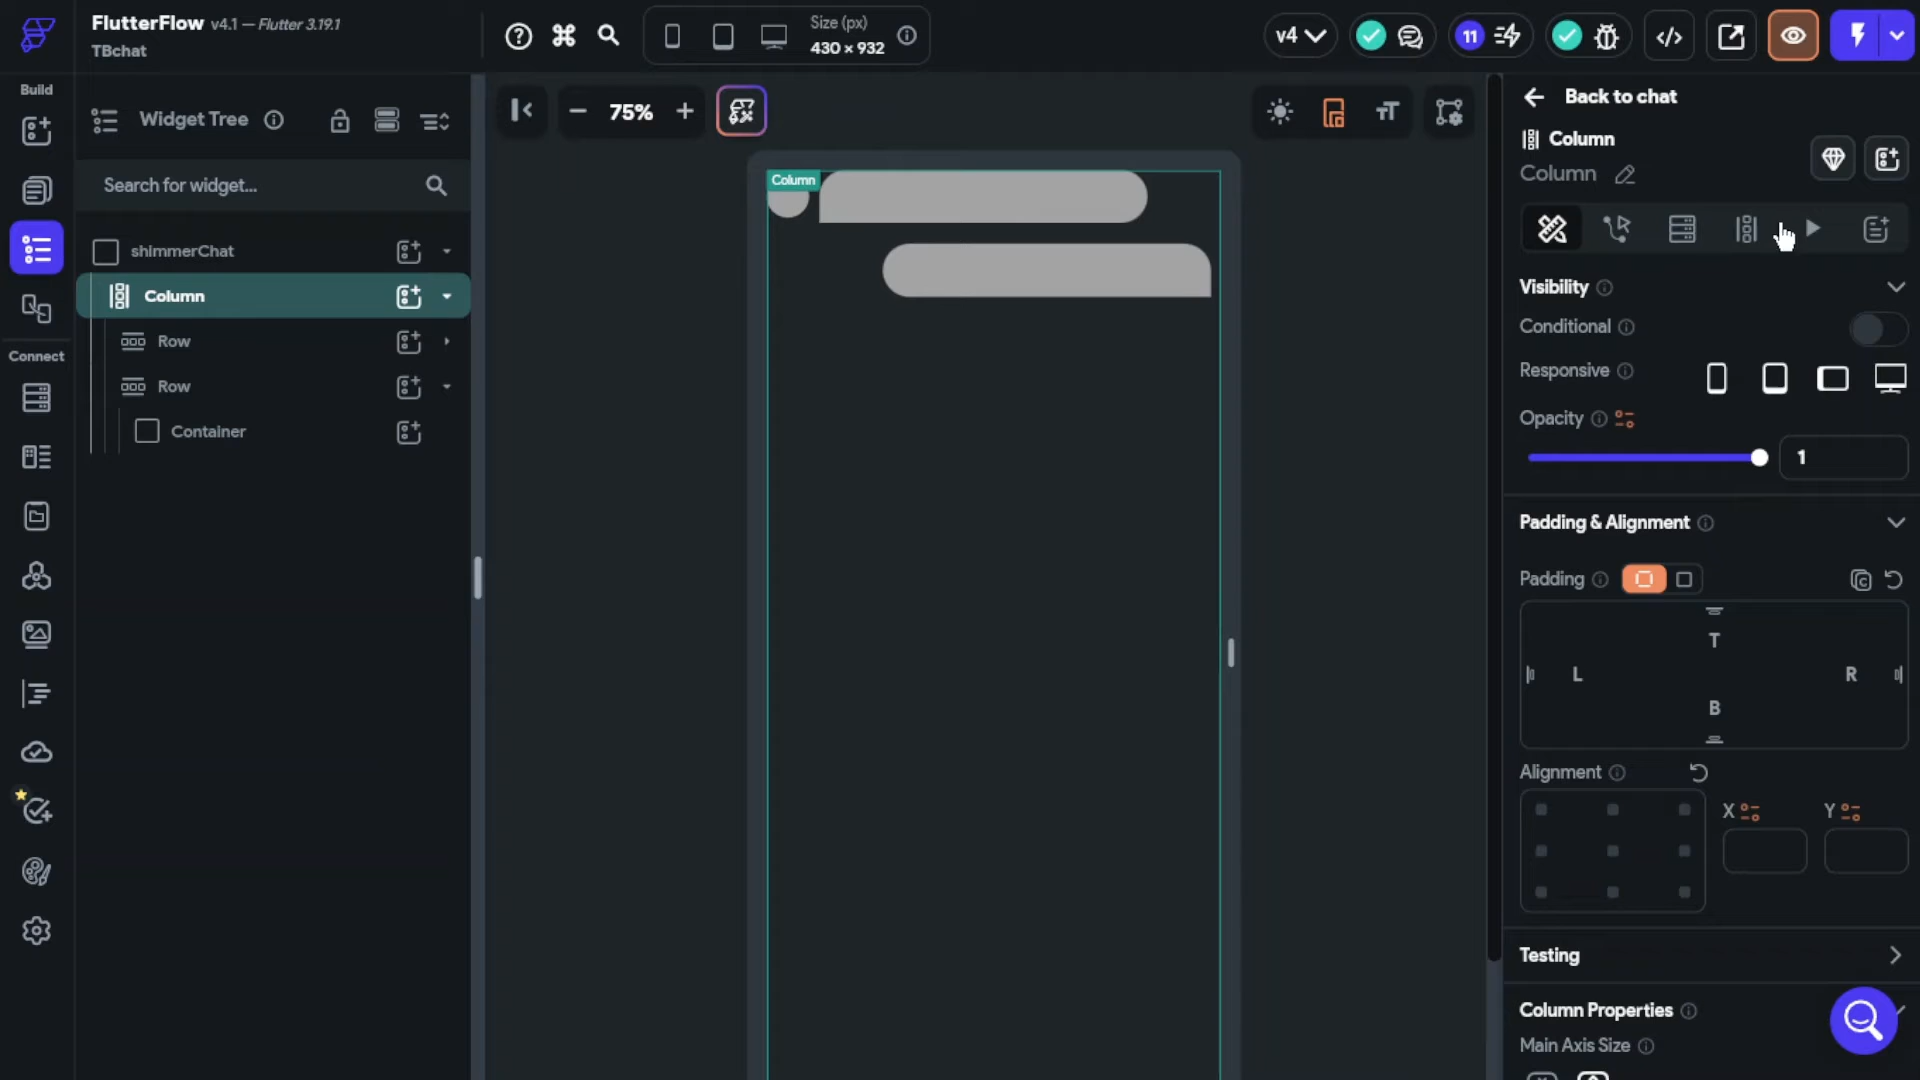 FlutterFlow v4.1 — Flutter 3.19.1
TBchat
Size (px)
430 × 932
v4
11
Build
Widget Tree
75%
Back to chat
Search for widget...
Column
Column
Column
shimmerChat
Column
Row
Row
Container
Connect
Visibility
Conditional
Responsive
Opacity
1
Padding & Alignment
Padding
T
L
R
B
Alignment
X
Y
Testing
Column Properties
Main Axis Size